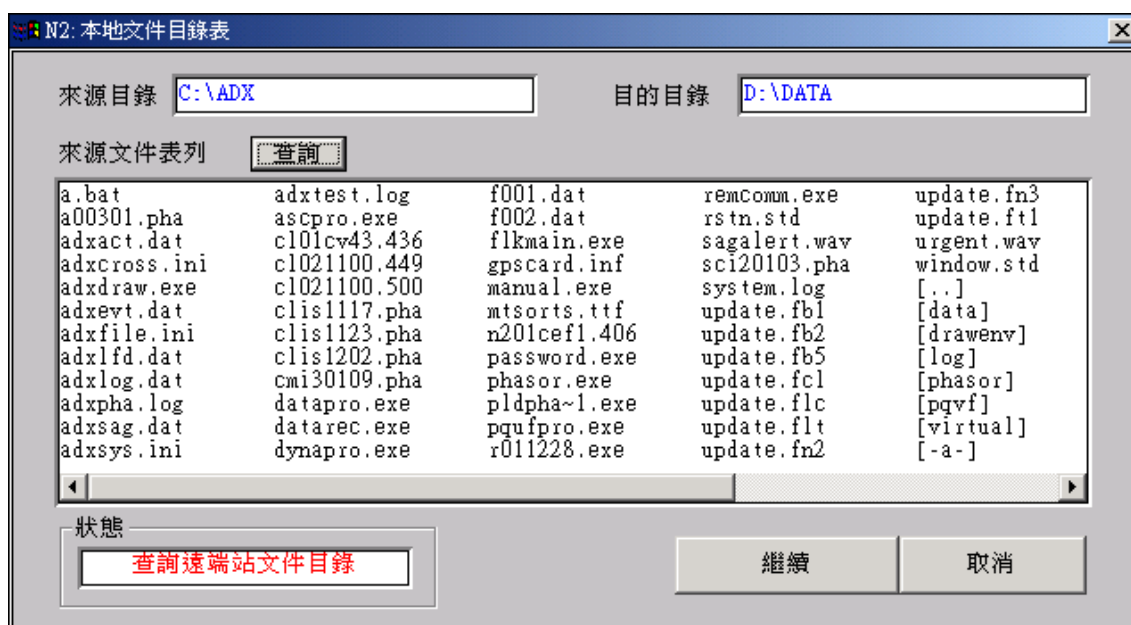 N2: 本地文件目錄表
來源目錄 C:\ADX 目的目錄 D:\DATA
來源文件表列 查詢
a.bat adxtest.log f001.dat remcomm.exe update.fn3
a00301.pha ascpro.exe f002.dat rstn.std update.ft1
adxact.dat cl01cv43.436 flkmain.exe sagalert.wav urgent.wav
adxcross.ini cl021100.449 gpscard.inf sci20103.pha window.std
adxdraw.exe cl021100.500 manual.exe system.log [..]
adxevt.dat clis1117.pha mtsorts.ttf update.fb1 [data]
adxfile.ini clis1123.pha n201cef1.406 update.fb2 [drawenv]
adxlfd.dat clis1202.pha password.exe update.fb5 [log]
adxlog.dat cmi30109.pha phasor.exe update.fcl [phasor]
adxpha.log datapro.exe pldpha~1.exe update.flc [pqvf]
adxsag.dat datarec.exe pqufpro.exe update.flt [virtual]
adxsys.ini dynapro.exe r011228.exe update.fn2 [-a-]
狀態
查詢遠端站文件目錄 繼續 取消